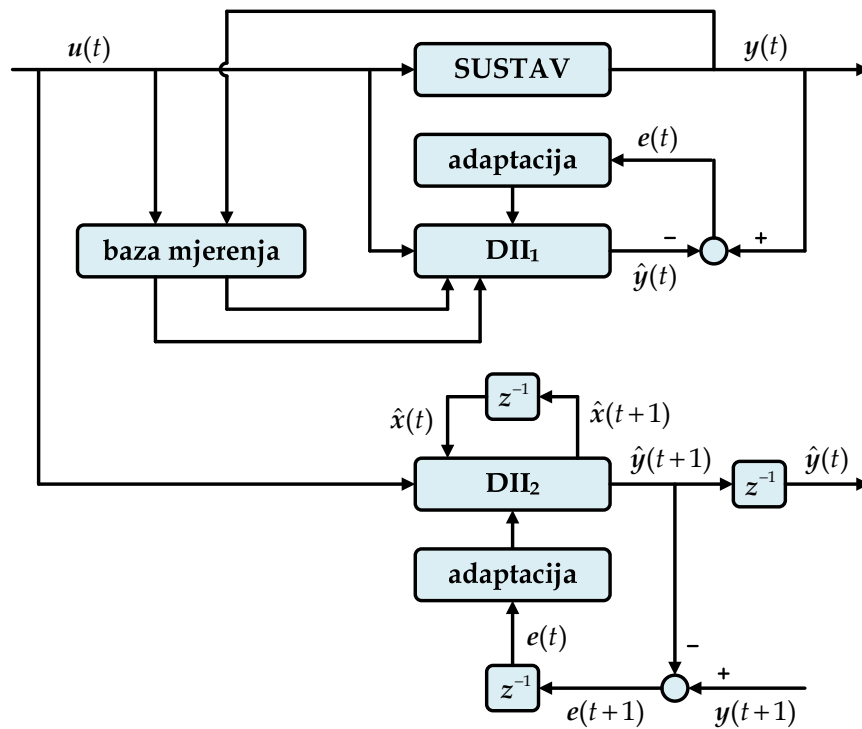 u(t)
y(t)
SUSTAV
adaptacija
e(t)
baza mjerenja
DII₁
−
+
ŷ(t)
z⁻¹
x̂(t)
x̂(t+1)
DII₂
ŷ(t+1)
z⁻¹
ŷ(t)
adaptacija
e(t)
−
+
z⁻¹
e(t+1)
y(t+1)